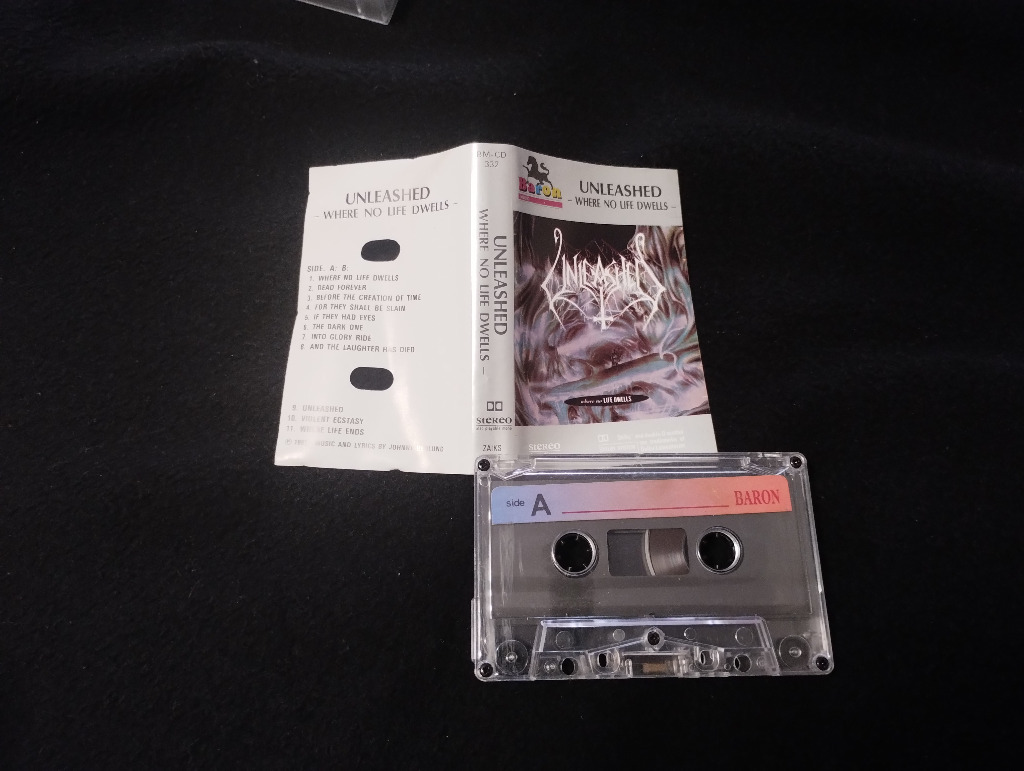 UNLEASHED
- WHERE NO LIFE DWELLS -
SIDE. A: B:
1. WHERE NO LIFE DWELLS
2. DEAD FOREVER
3. BEFORE THE CREATION OF TIME
4. FOR THEY SHALL BE SLAIN
5. IF THEY HAD EYES
6. THE DARK ONE
7. INTO GLORY RIDE
8. AND THE LAUGHTER HAS DIED
9. UNLEASHED
10. VIOLENT ECSTASY
11. WHERE LIFE ENDS
MUSIC AND LYRICS BY JOHNNY
BM-CD
332
UNLEASHED
WHERE NO LIFE DWELLS -
STEREO
ZAIKS
Baron
UNLEASHED
- WHERE NO LIFE DWELLS -
UNLEASHED
where no LIFE DWELLS
STEREO
side A
BARON